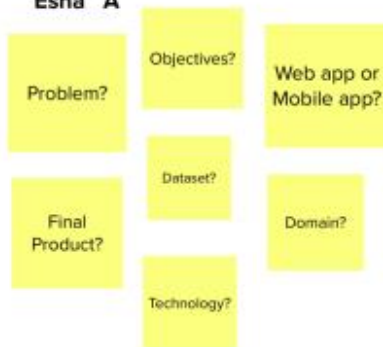 Esha A
Problem?
Objectives?
Web app or
Mobile app?
Dataset?
Final
Product?
Domain?
Technology?